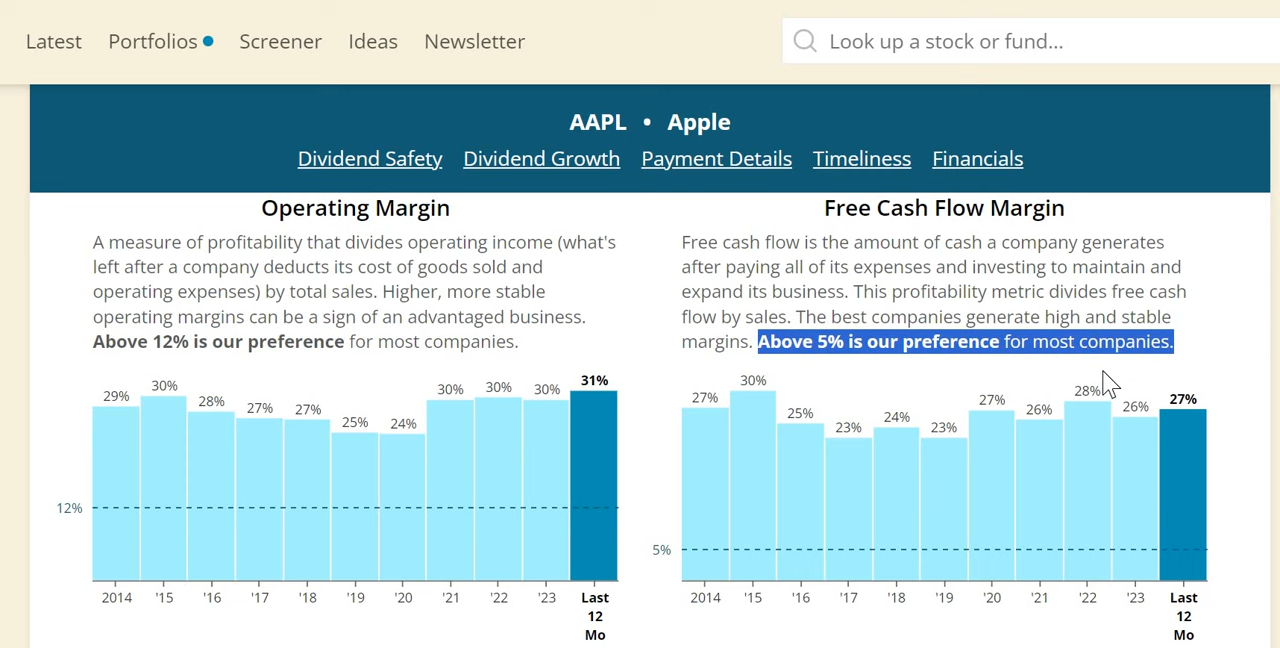 Latest Portfolios Screener Ideas Newsletter
Look up a stock or fund...
AAPL • Apple
Dividend Safety Dividend Growth Payment Details Timeliness Financials
Operating Margin
A measure of profitability that divides operating income (what's
left after a company deducts its cost of goods sold and
operating expenses) by total sales. Higher, more stable
operating margins can be a sign of an advantaged business.
Above 12% is our preference for most companies.
29% 30% 28% 27% 27% 25% 24% 30% 30% 30% 31%
12%
2014 '15 '16 '17 '18 '19 '20 '21 '22 '23 Last
12
Mo
Free Cash Flow Margin
Free cash flow is the amount of cash a company generates
after paying all of its expenses and investing to maintain and
expand its business. This profitability metric divides free cash
flow by sales. The best companies generate high and stable
margins. Above 5% is our preference for most companies.
27% 30% 25% 23% 24% 23% 27% 26% 28% 26% 27%
5%
2014 '15 '16 '17 '18 '19 '20 '21 '22 '23 Last
12
Mo